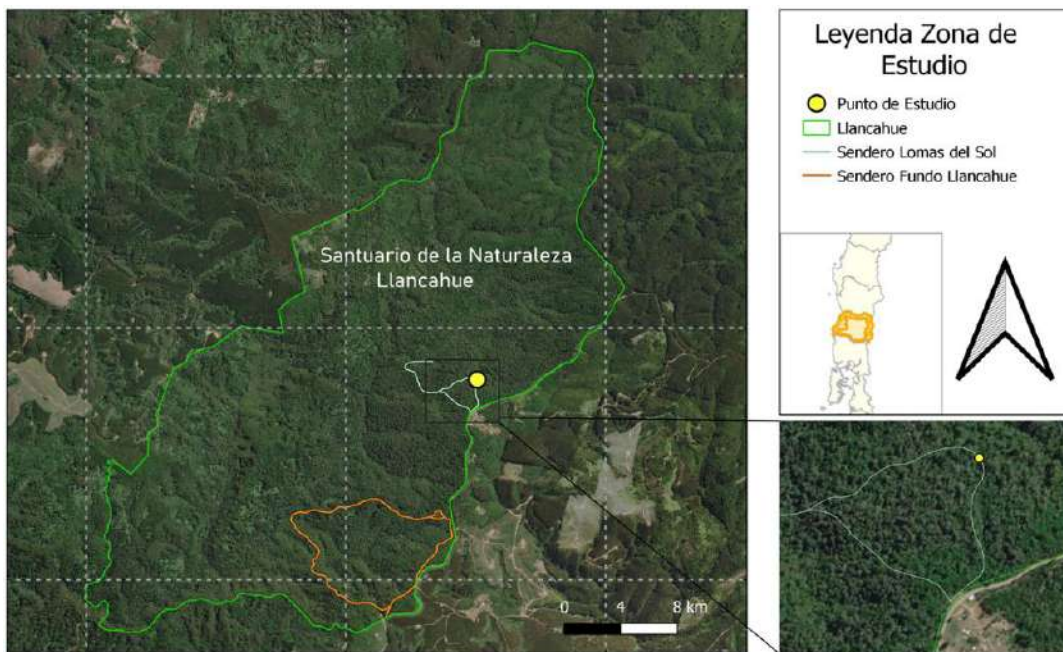 Santuario de la Naturaleza
Llancahue
0 4 8 km
Leyenda Zona de
Estudio
Punto de Estudio
Llancahue
Sendero Lomas del Sol
Sendero Fundo Llancahue